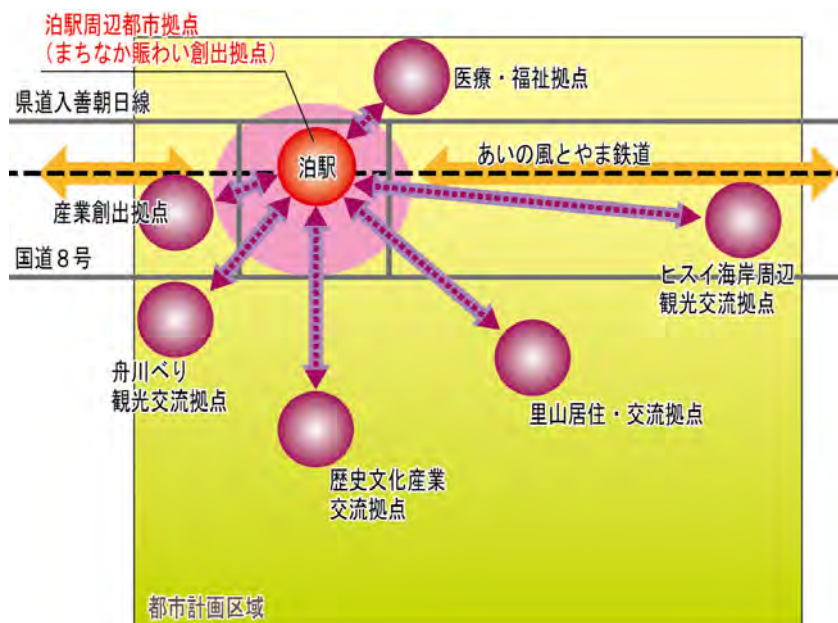 泊駅周辺都市拠点
（まちなか賑わい創出拠点）
医療・福祉拠点
県道入善朝日線
泊駅
あいの風とやま鉄道
産業創出拠点
国道８号
ヒスイ海岸周辺
観光交流拠点
舟川べり
観光交流拠点
里山居住・交流拠点
歴史文化産業
交流拠点
都市計画区域